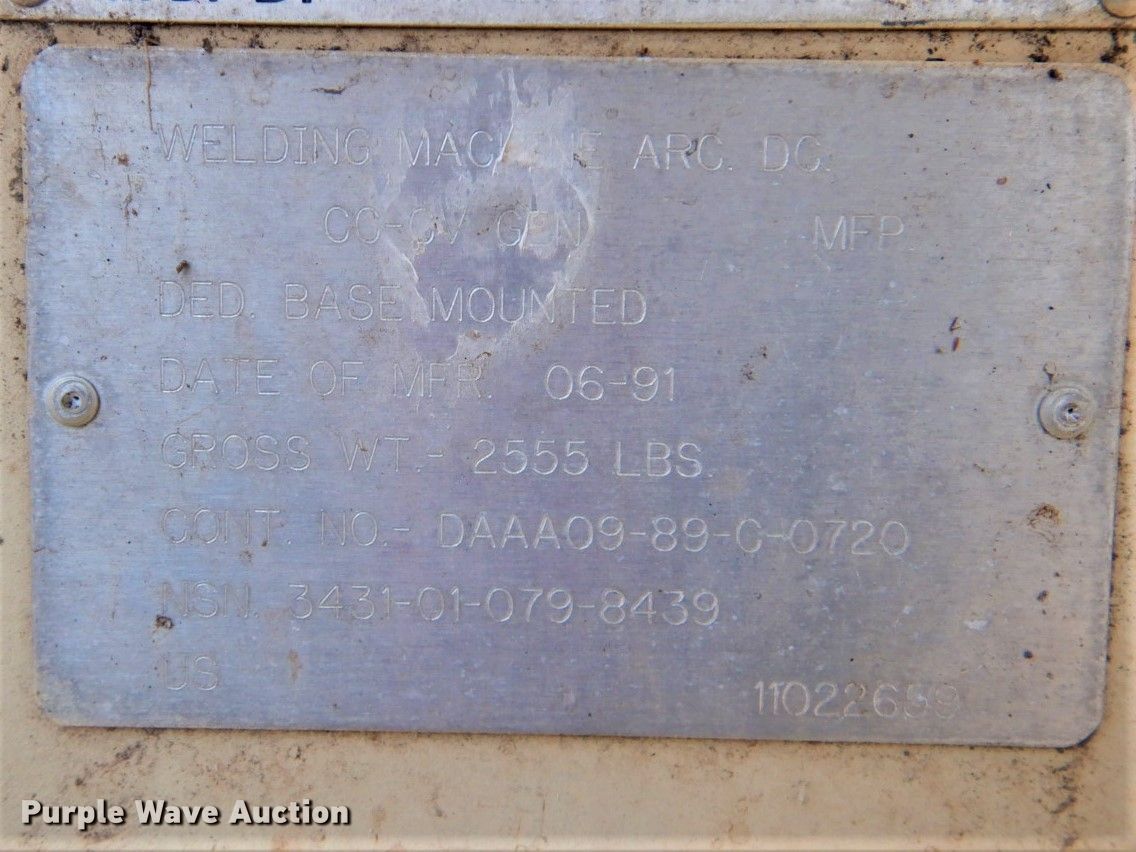 WELDING MACHINE ARC. DC.
CC-CV GEN MFP.
DED. BASE MOUNTED
DATE OF MFR. 06-91
GROSS WT.- 2555 LBS.
CONT. NO.- DAAA09-89-C-0720
NSN. 3431-01-079-8439
US 11022659
Purple Wave Auction